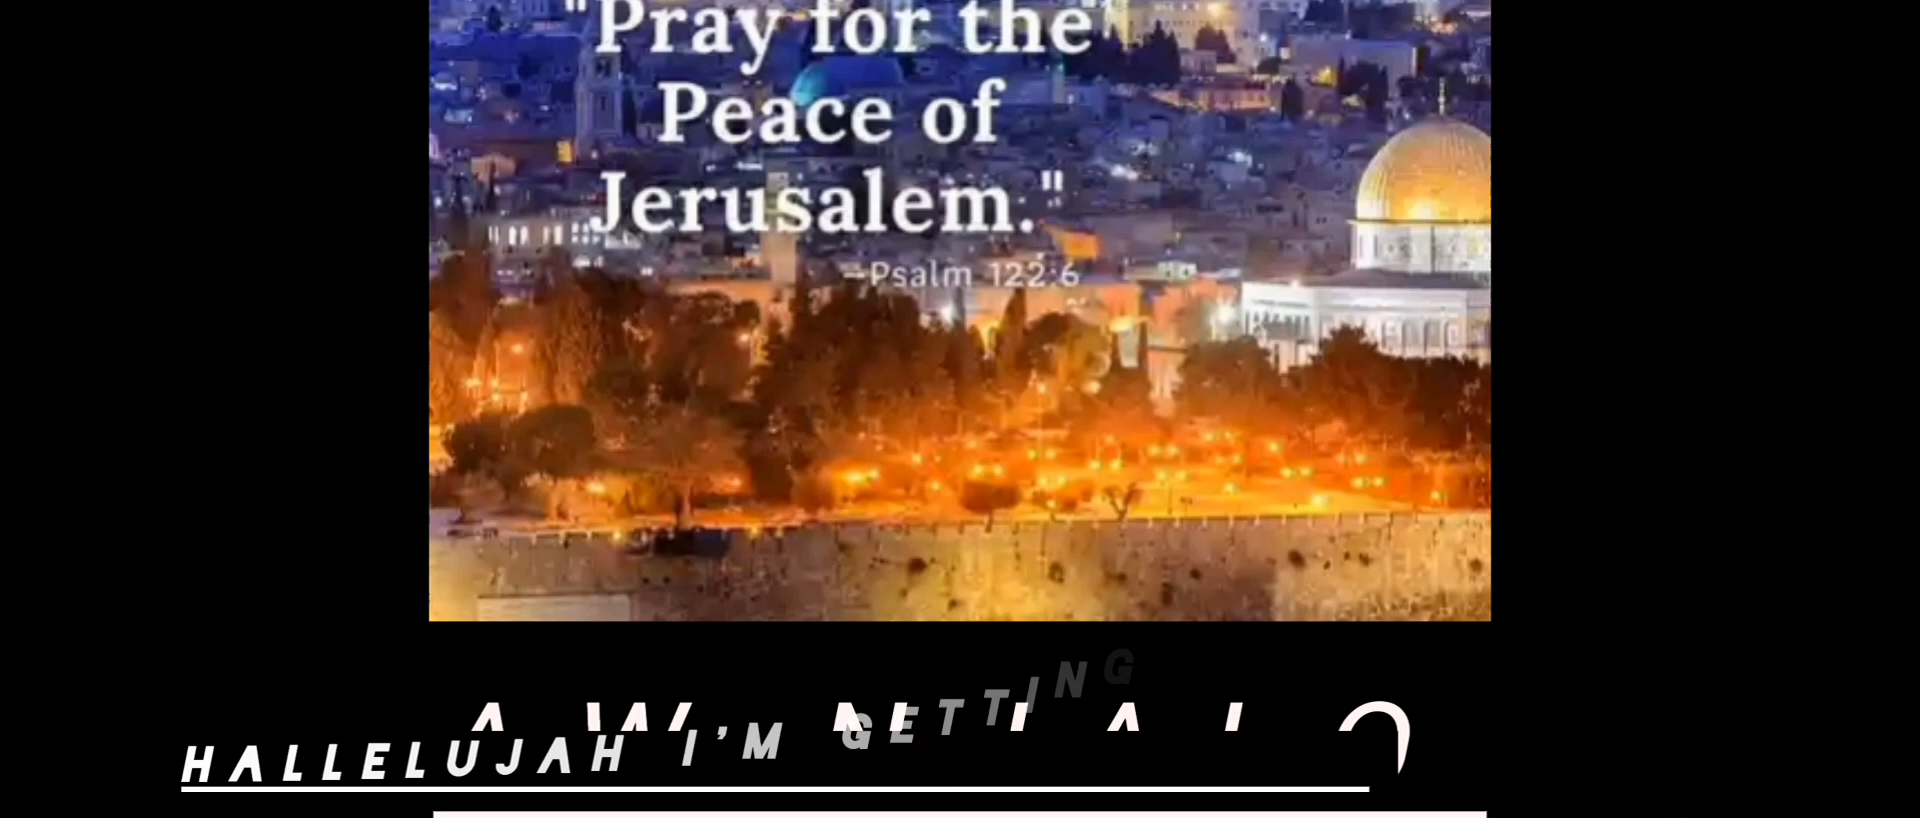 "Pray for the
Peace of
Jerusalem."
–Psalm 122:6
HALLELUJAH I'M GETTING